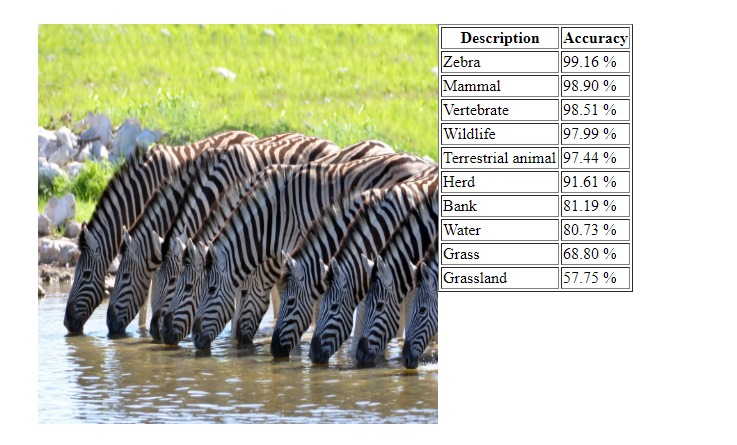 Description Accuracy
Zebra 99.16 %
Mammal 98.90 %
Vertebrate 98.51 %
Wildlife 97.99 %
Terrestrial animal 97.44 %
Herd 91.61 %
Bank 81.19 %
Water 80.73 %
Grass 68.80 %
Grassland 57.75 %